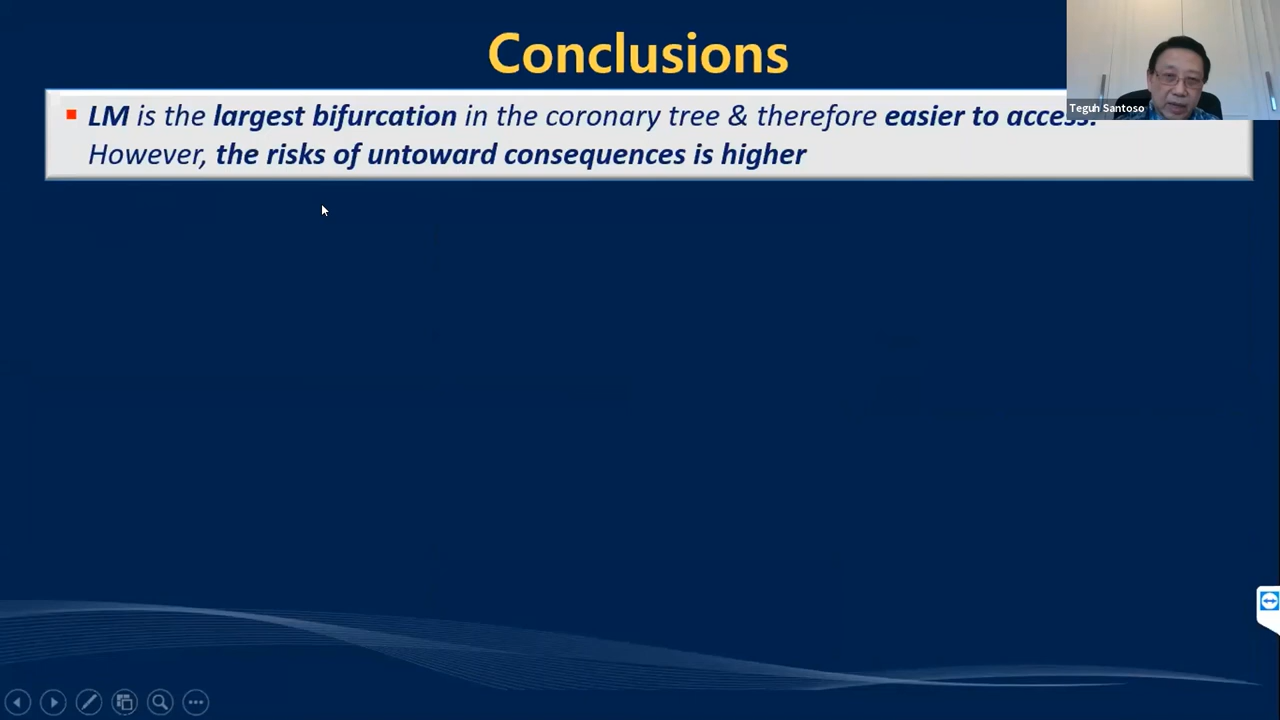 Conclusions
Teguh Santoso
LM is the largest bifurcation in the coronary tree & therefore easier to access.
However, the risks of untoward consequences is higher